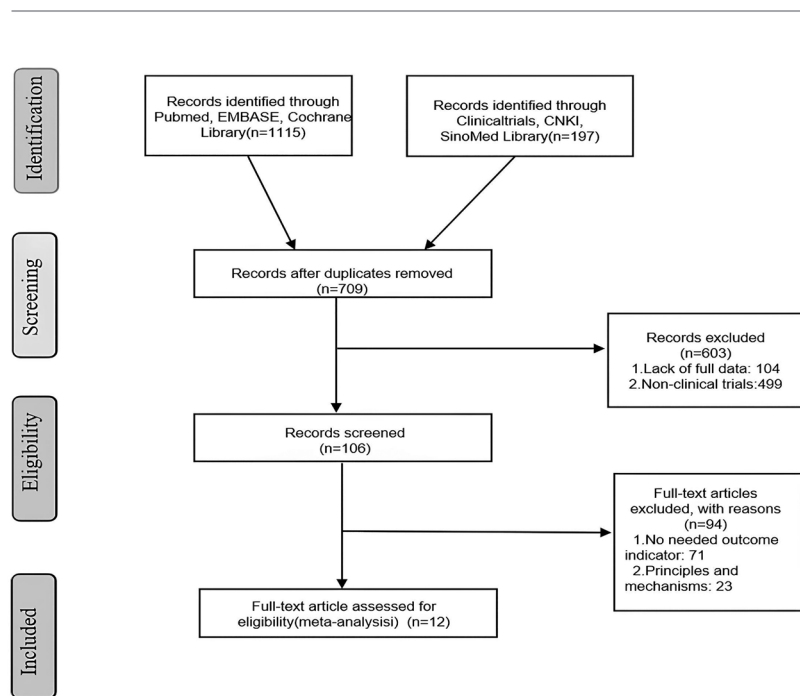 Identification
Records identified through
Pubmed, EMBASE, Cochrane
Library(n=1115)
Records identified through
Clinicaltrials, CNKI,
SinoMed Library(n=197)
Screening
Records after duplicates removed
(n=709)
Records excluded
(n=603)
1.Lack of full data: 104
2.Non-clinical trials:499
Eligibility
Records screened
(n=106)
Full-text articles
excluded, with reasons
(n=94)
1.No needed outcome
indicator: 71
2.Principles and
mechanisms: 23
Included
Full-text article assessed for
eligibility(meta-analysisi) (n=12)